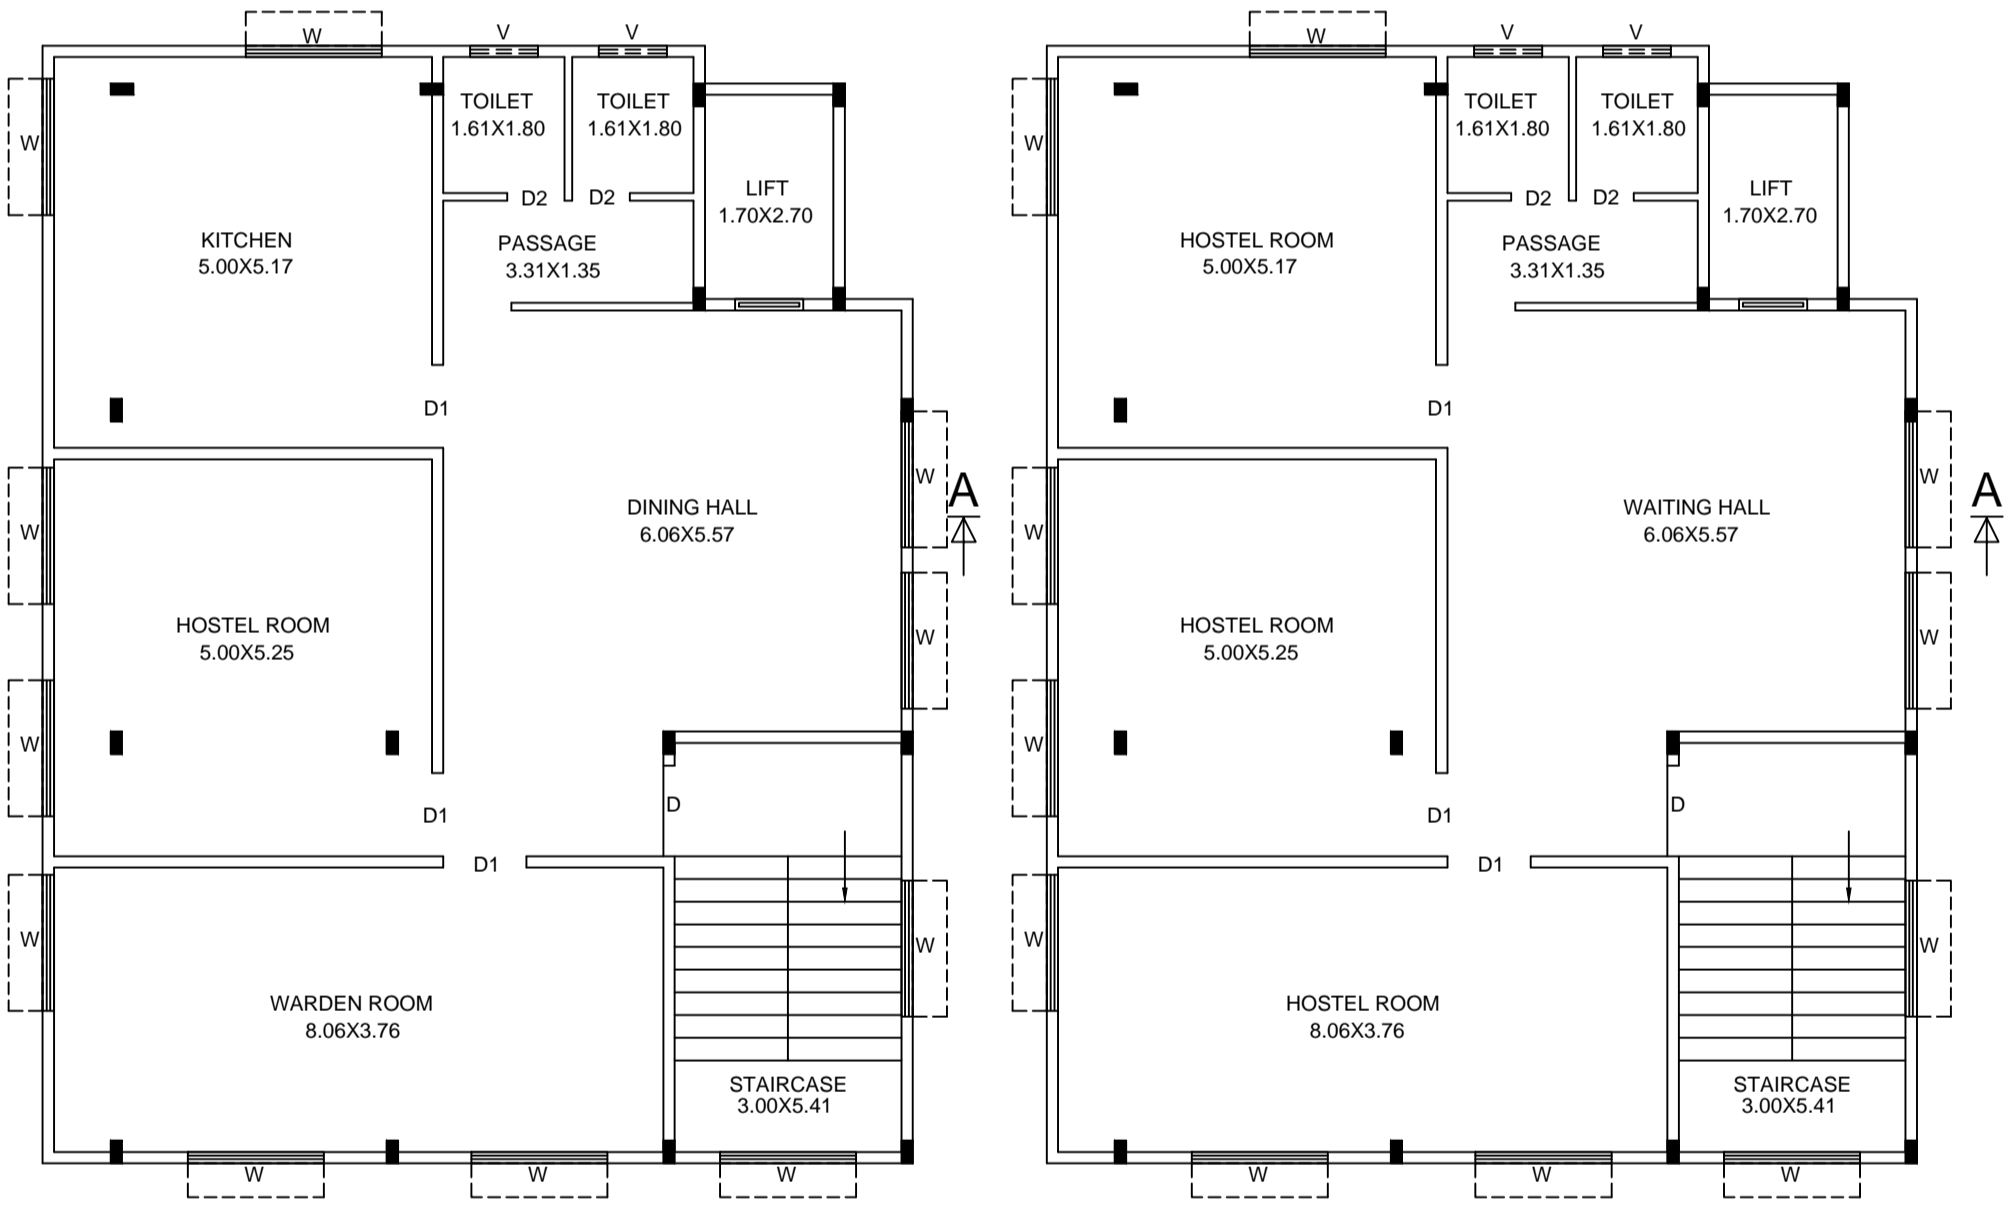 W
V
V
TOILET
1.61X1.80
TOILET
1.61X1.80
W
D2
D2
LIFT
1.70X2.70
KITCHEN
5.00X5.17
PASSAGE
3.31X1.35
D1
W
A
W
DINING HALL
6.06X5.57
HOSTEL ROOM
5.00X5.25
W
W
D
D1
D1
W
W
WARDEN ROOM
8.06X3.76
STAIRCASE
3.00X5.41
W
W
W
W
V
V
TOILET
1.61X1.80
TOILET
1.61X1.80
W
D2
D2
LIFT
1.70X2.70
HOSTEL ROOM
5.00X5.17
PASSAGE
3.31X1.35
D1
W
A
W
WAITING HALL
6.06X5.57
HOSTEL ROOM
5.00X5.25
W
W
D
D1
D1
W
W
HOSTEL ROOM
8.06X3.76
STAIRCASE
3.00X5.41
W
W
W